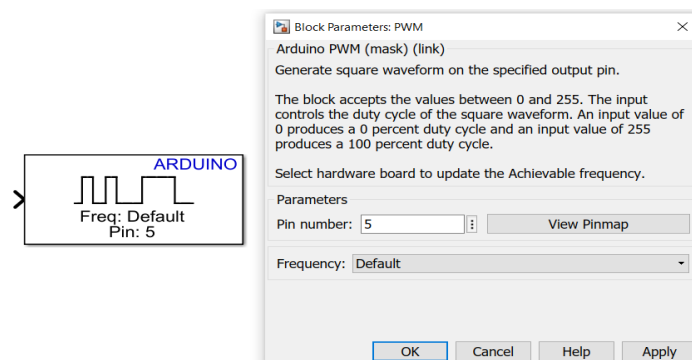 ARDUINO
Freq: Default
Pin: 5
Block Parameters: PWM
Arduino PWM (mask) (link)
Generate square waveform on the specified output pin.
The block accepts the values between 0 and 255. The input
controls the duty cycle of the square waveform. An input value of
0 produces a 0 percent duty cycle and an input value of 255
produces a 100 percent duty cycle.
Select hardware board to update the Achievable frequency.
Parameters
Pin number: 5 View Pinmap
Frequency: Default
OK Cancel Help Apply